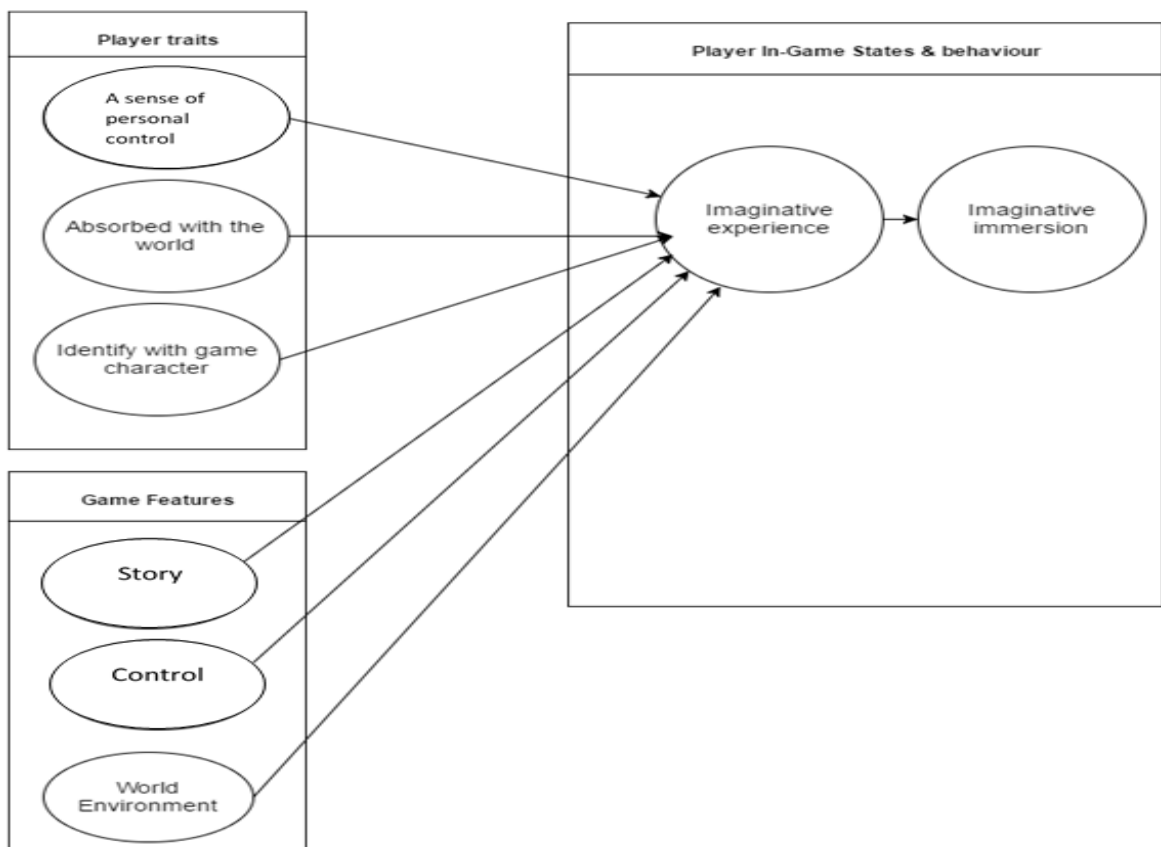 Player traits
A sense of
personal
control
Absorbed with the
world
Identify with game
character
Game Features
Story
Control
World
Environment
Player In-Game States & behaviour
Imaginative
experience
Imaginative
immersion